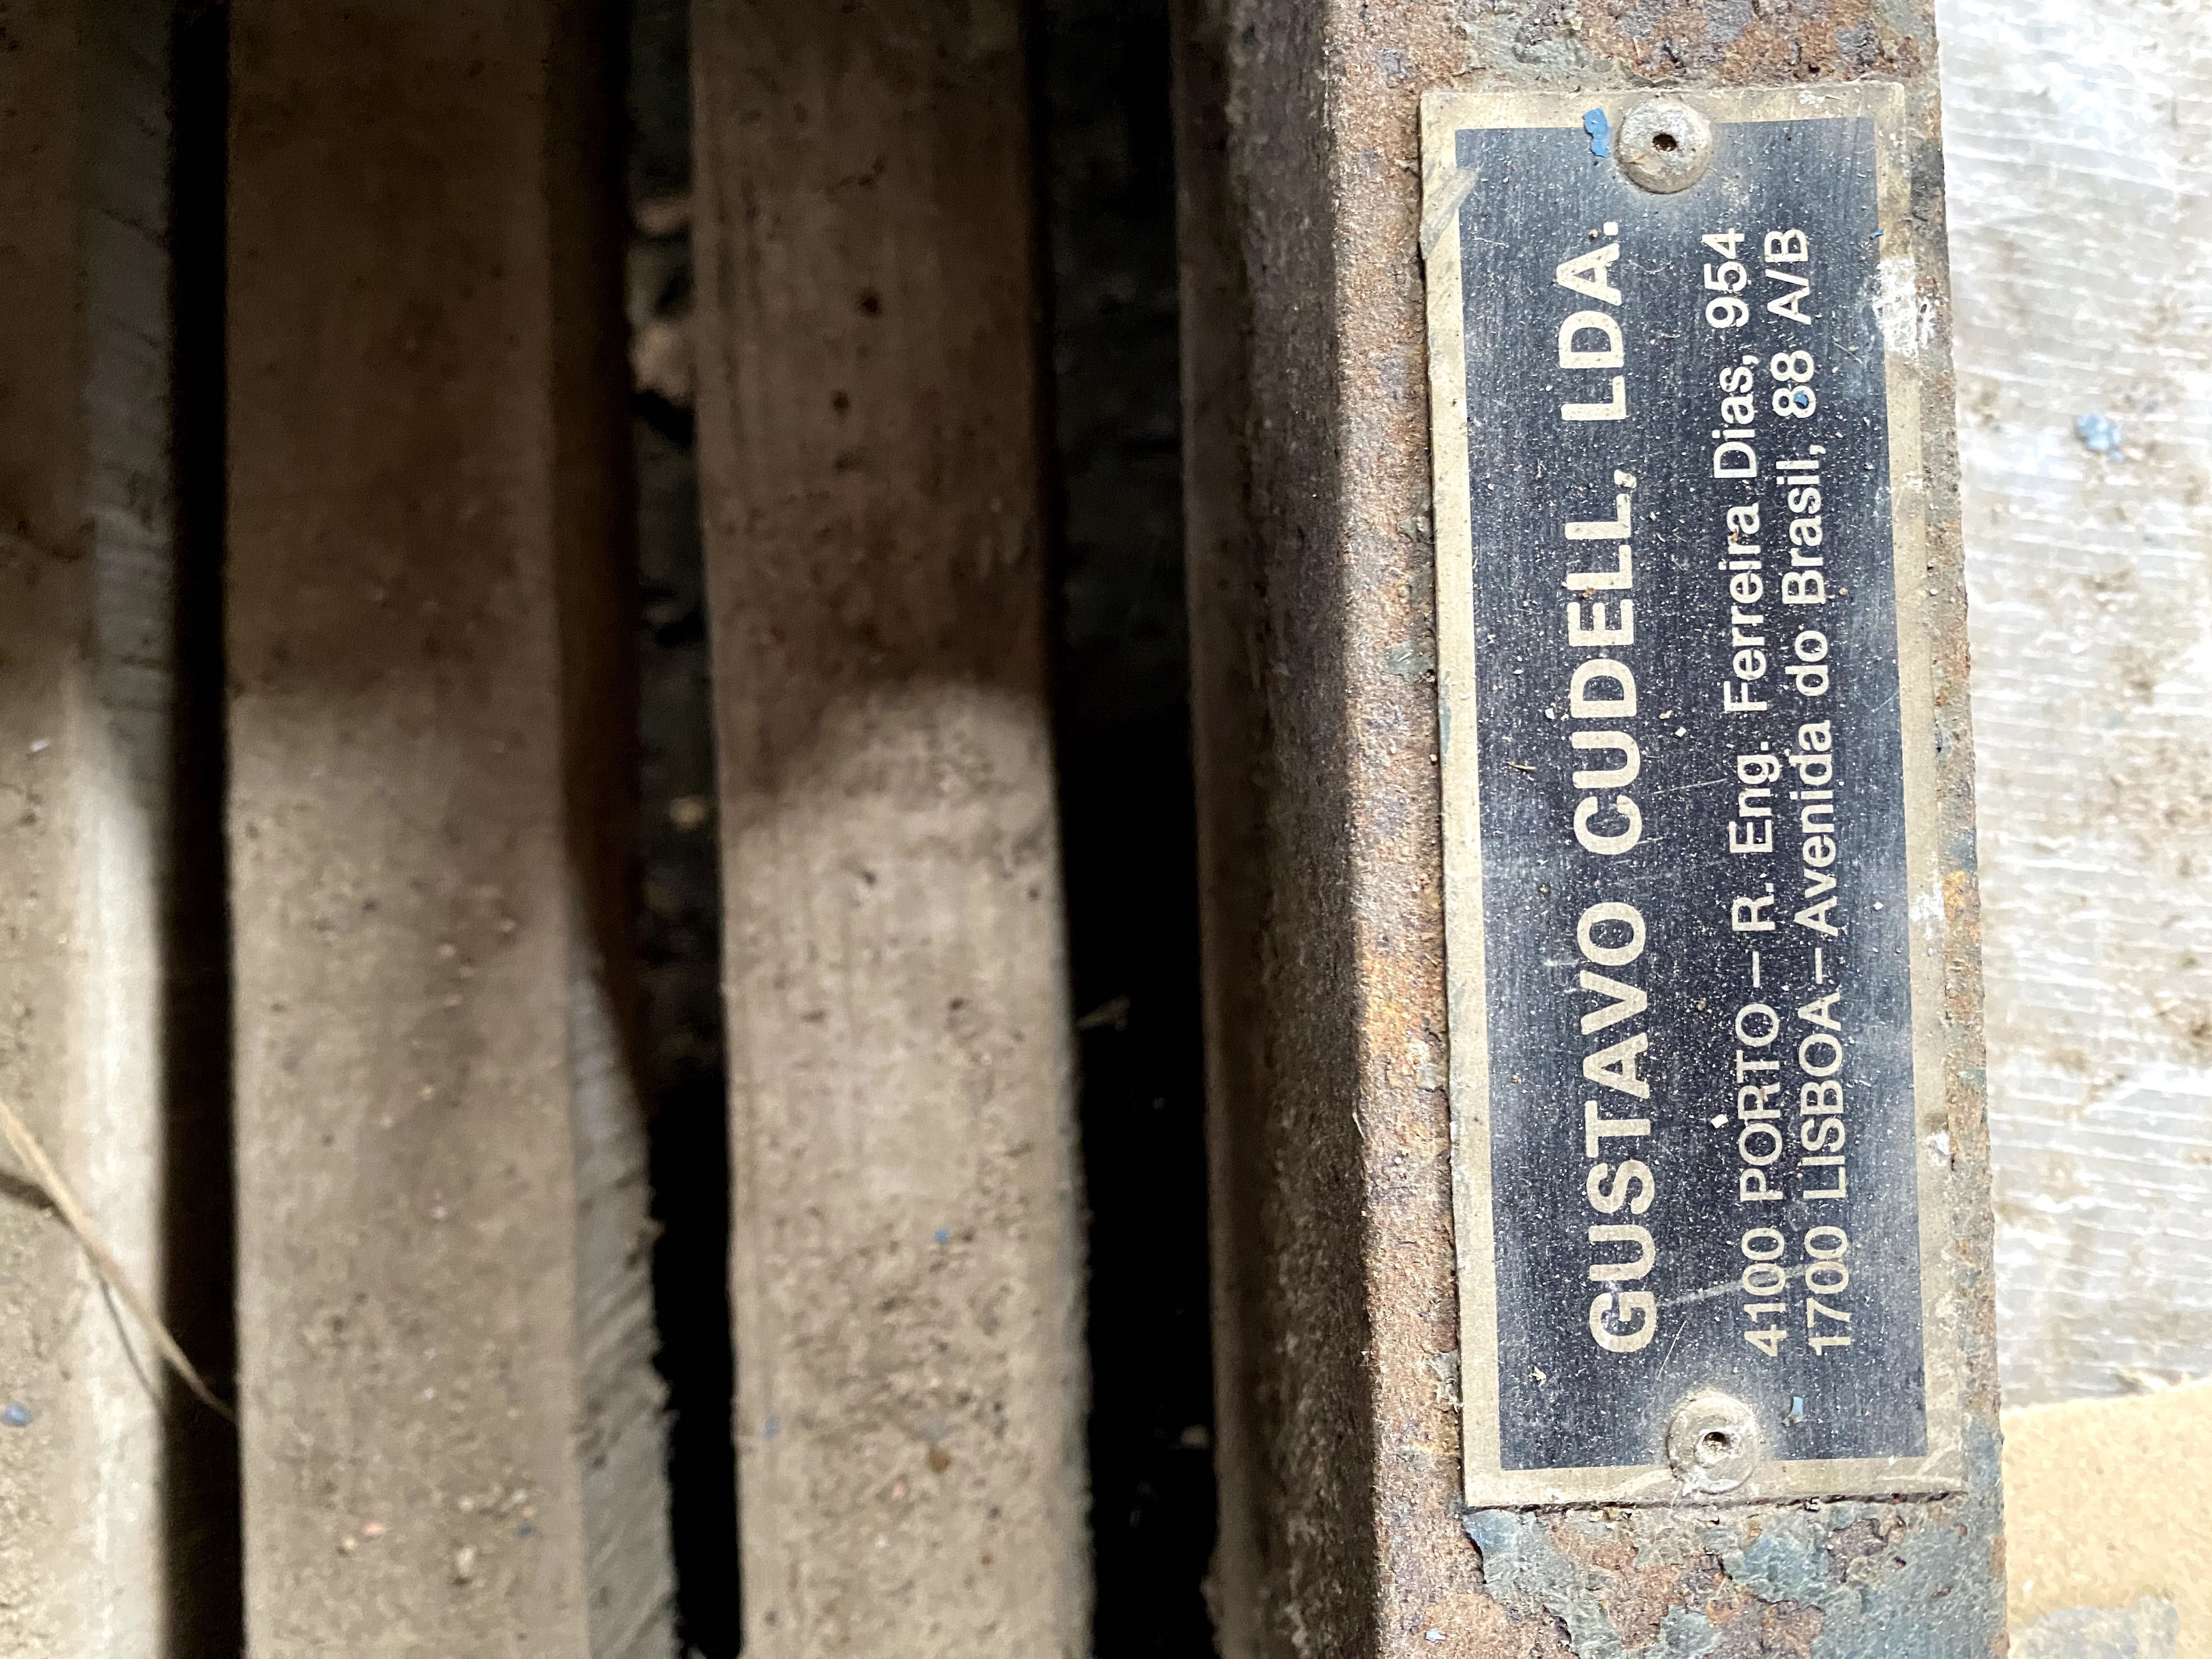 GUSTAVO CUDELL, LDA.
4100 PORTO – R. Eng. Ferreira Dias, 954
1700 LISBOA – Avenida do Brasil, 88 A/B